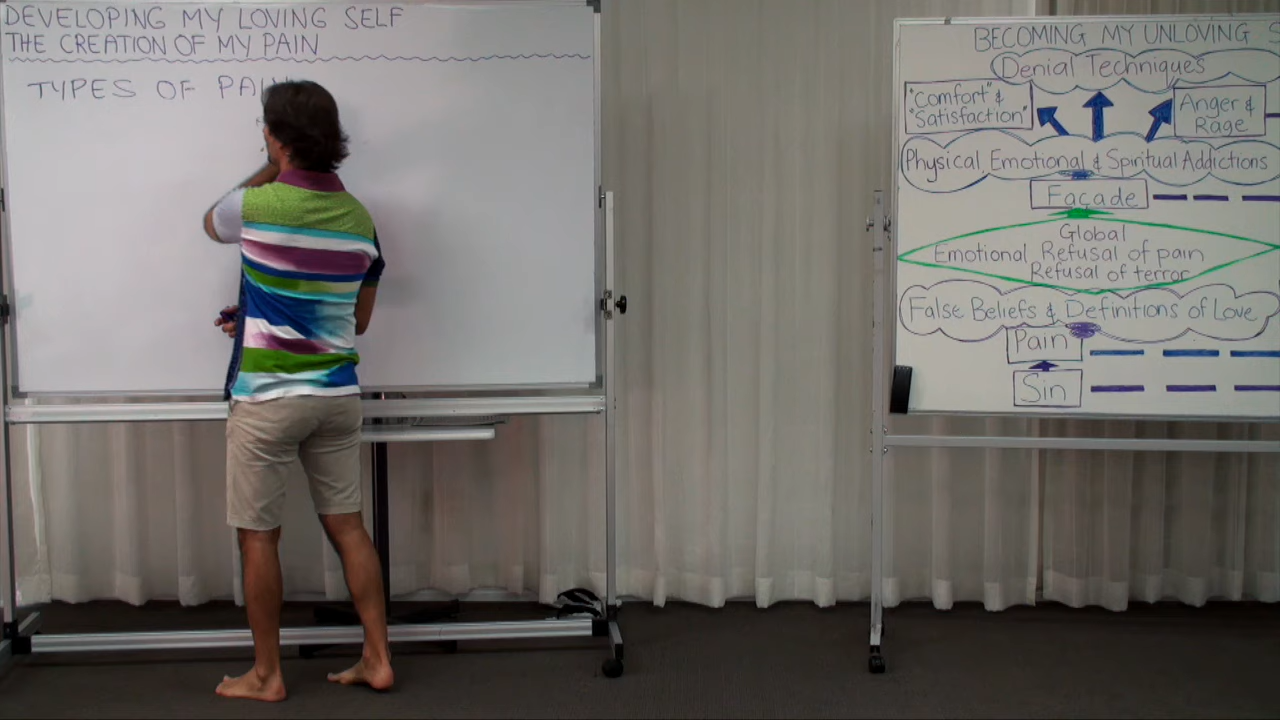 DEVELOPING MY LOVING SELF
THE CREATION OF MY PAIN
TYPES OF
BECOMING MY UNLOVING
Denial Techniques
"Comfort" &
"Satisfaction"
Anger &
Rage
Physical, Emotional & Spiritual Addictions
Façade
Global
Emotional Refusal of pain
Refusal of terror
False Beliefs & Definitions of Love
Pain
Sin